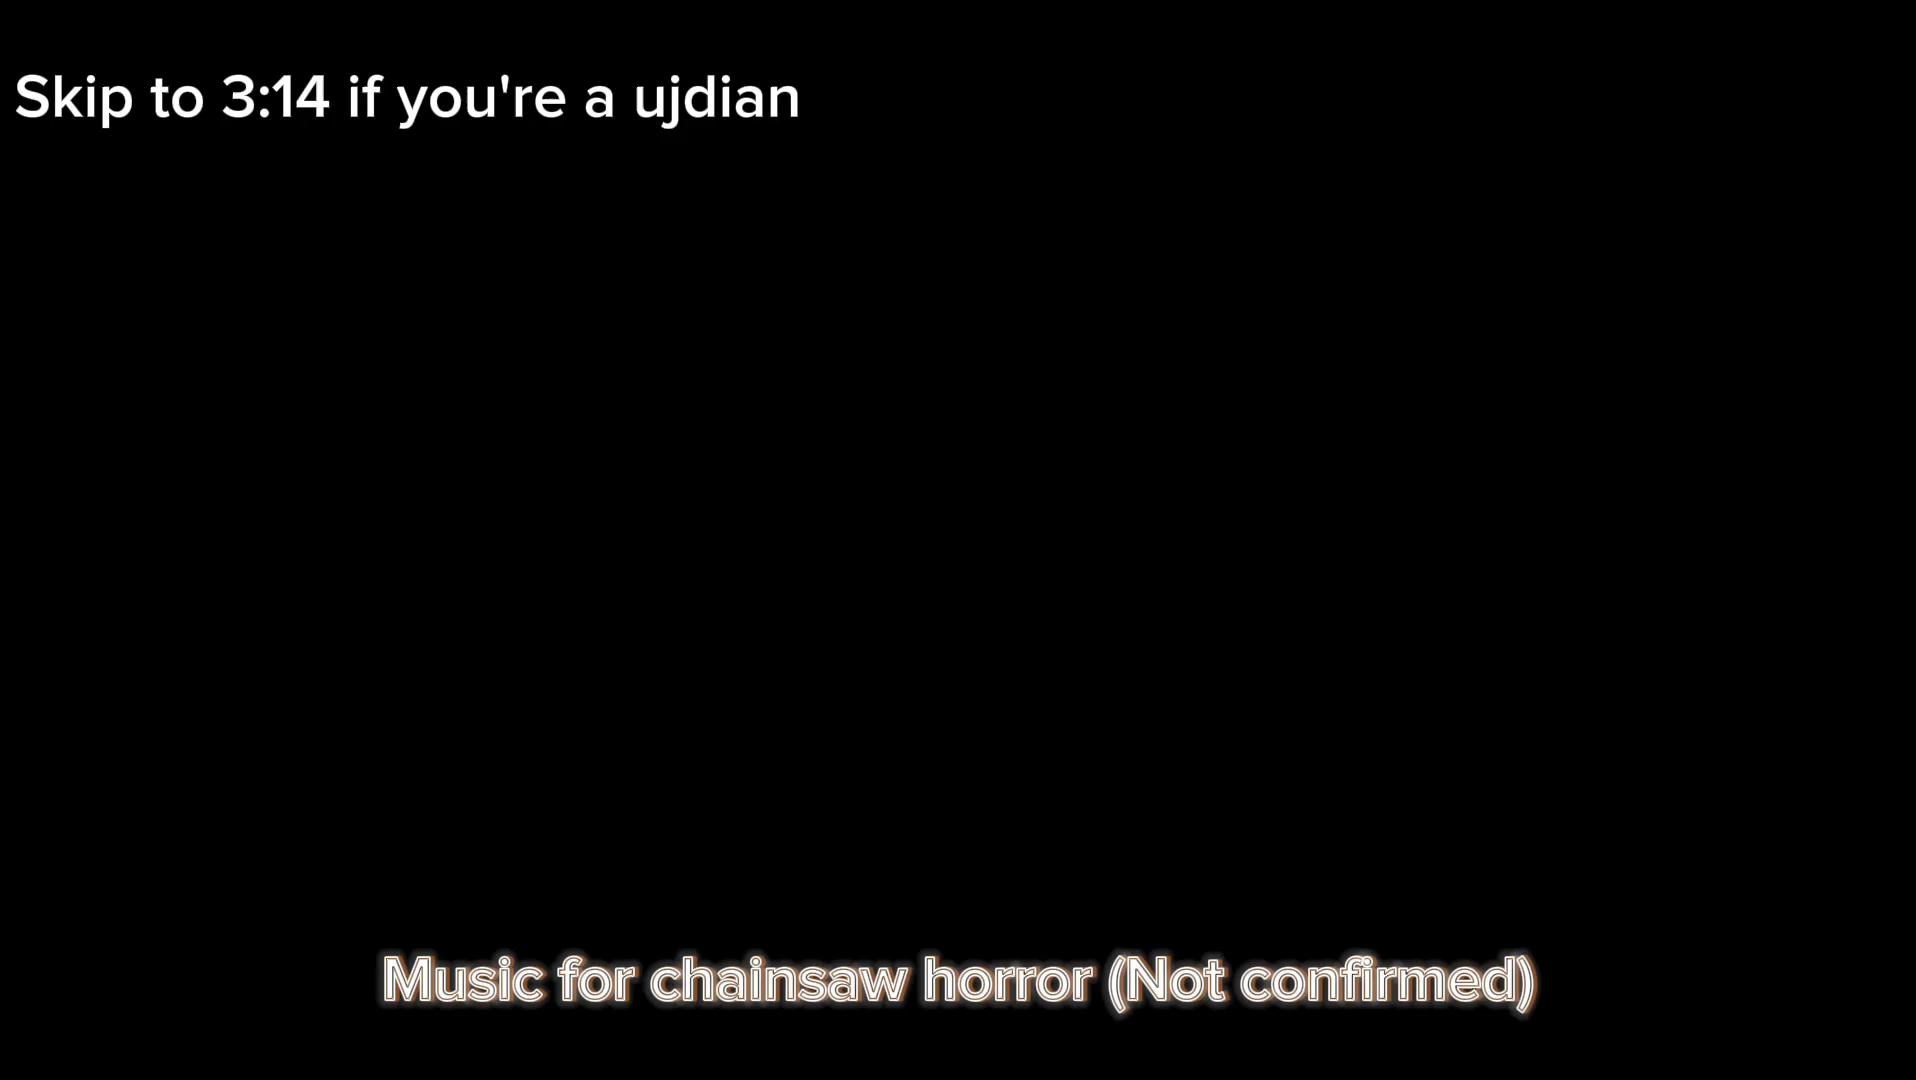 Skip to 3:14 if you're a ujdian
Music for chainsaw horror (Not confirmed)